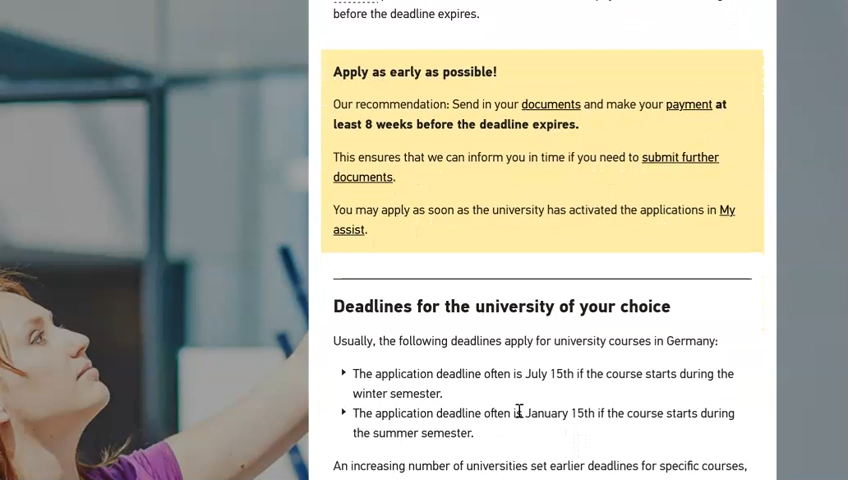 before the deadline expires.
Apply as early as possible!
Our recommendation: Send in your documents and make your payment at
least 8 weeks before the deadline expires.
This ensures that we can inform you in time if you need to submit further
documents.
You may apply as soon as the university has activated the applications in My
assist.
Deadlines for the university of your choice
Usually, the following deadlines apply for university courses in Germany:
The application deadline often is July 15th if the course starts during the
winter semester.
The application deadline often is January 15th if the course starts during
the summer semester.
An increasing number of universities set earlier deadlines for specific courses,